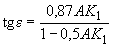 tg ε = 0,87AK₁ / (1 − 0,5AK₁)